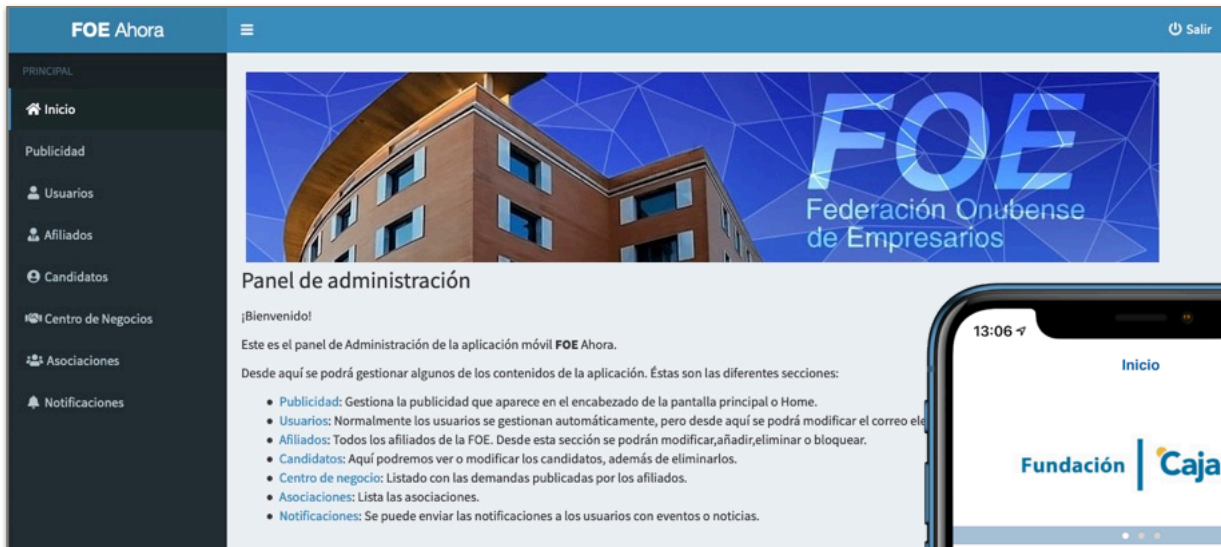 FOE Ahora
Salir
PRINCIPAL
Inicio
Publicidad
Usuarios
Afiliados
Candidatos
Centro de Negocios
Asociaciones
Notificaciones
FOE
Federación Onubense
de Empresarios
Panel de administración
¡Bienvenido!
Este es el panel de Administración de la aplicación móvil FOE Ahora.
Desde aquí se podrá gestionar algunos de los contenidos de la aplicación. Éstas son las diferentes secciones:
Publicidad: Gestiona la publicidad que aparece en el encabezado de la pantalla principal o Home.
Usuarios: Normalmente los usuarios se gestionan automáticamente, pero desde aquí se podrá modificar el correo ele
Afiliados: Todos los afiliados de la FOE. Desde esta sección se podrán modificar,añadir,eliminar o bloquear.
Candidatos: Aquí podremos ver o modificar los candidatos, además de eliminarlos.
Centro de negocio: Listado con las demandas publicadas por los afiliados.
Asociaciones: Lista las asociaciones.
Notificaciones: Se puede enviar las notificaciones a los usuarios con eventos o noticias.
13:06
Inicio
Fundación Caja